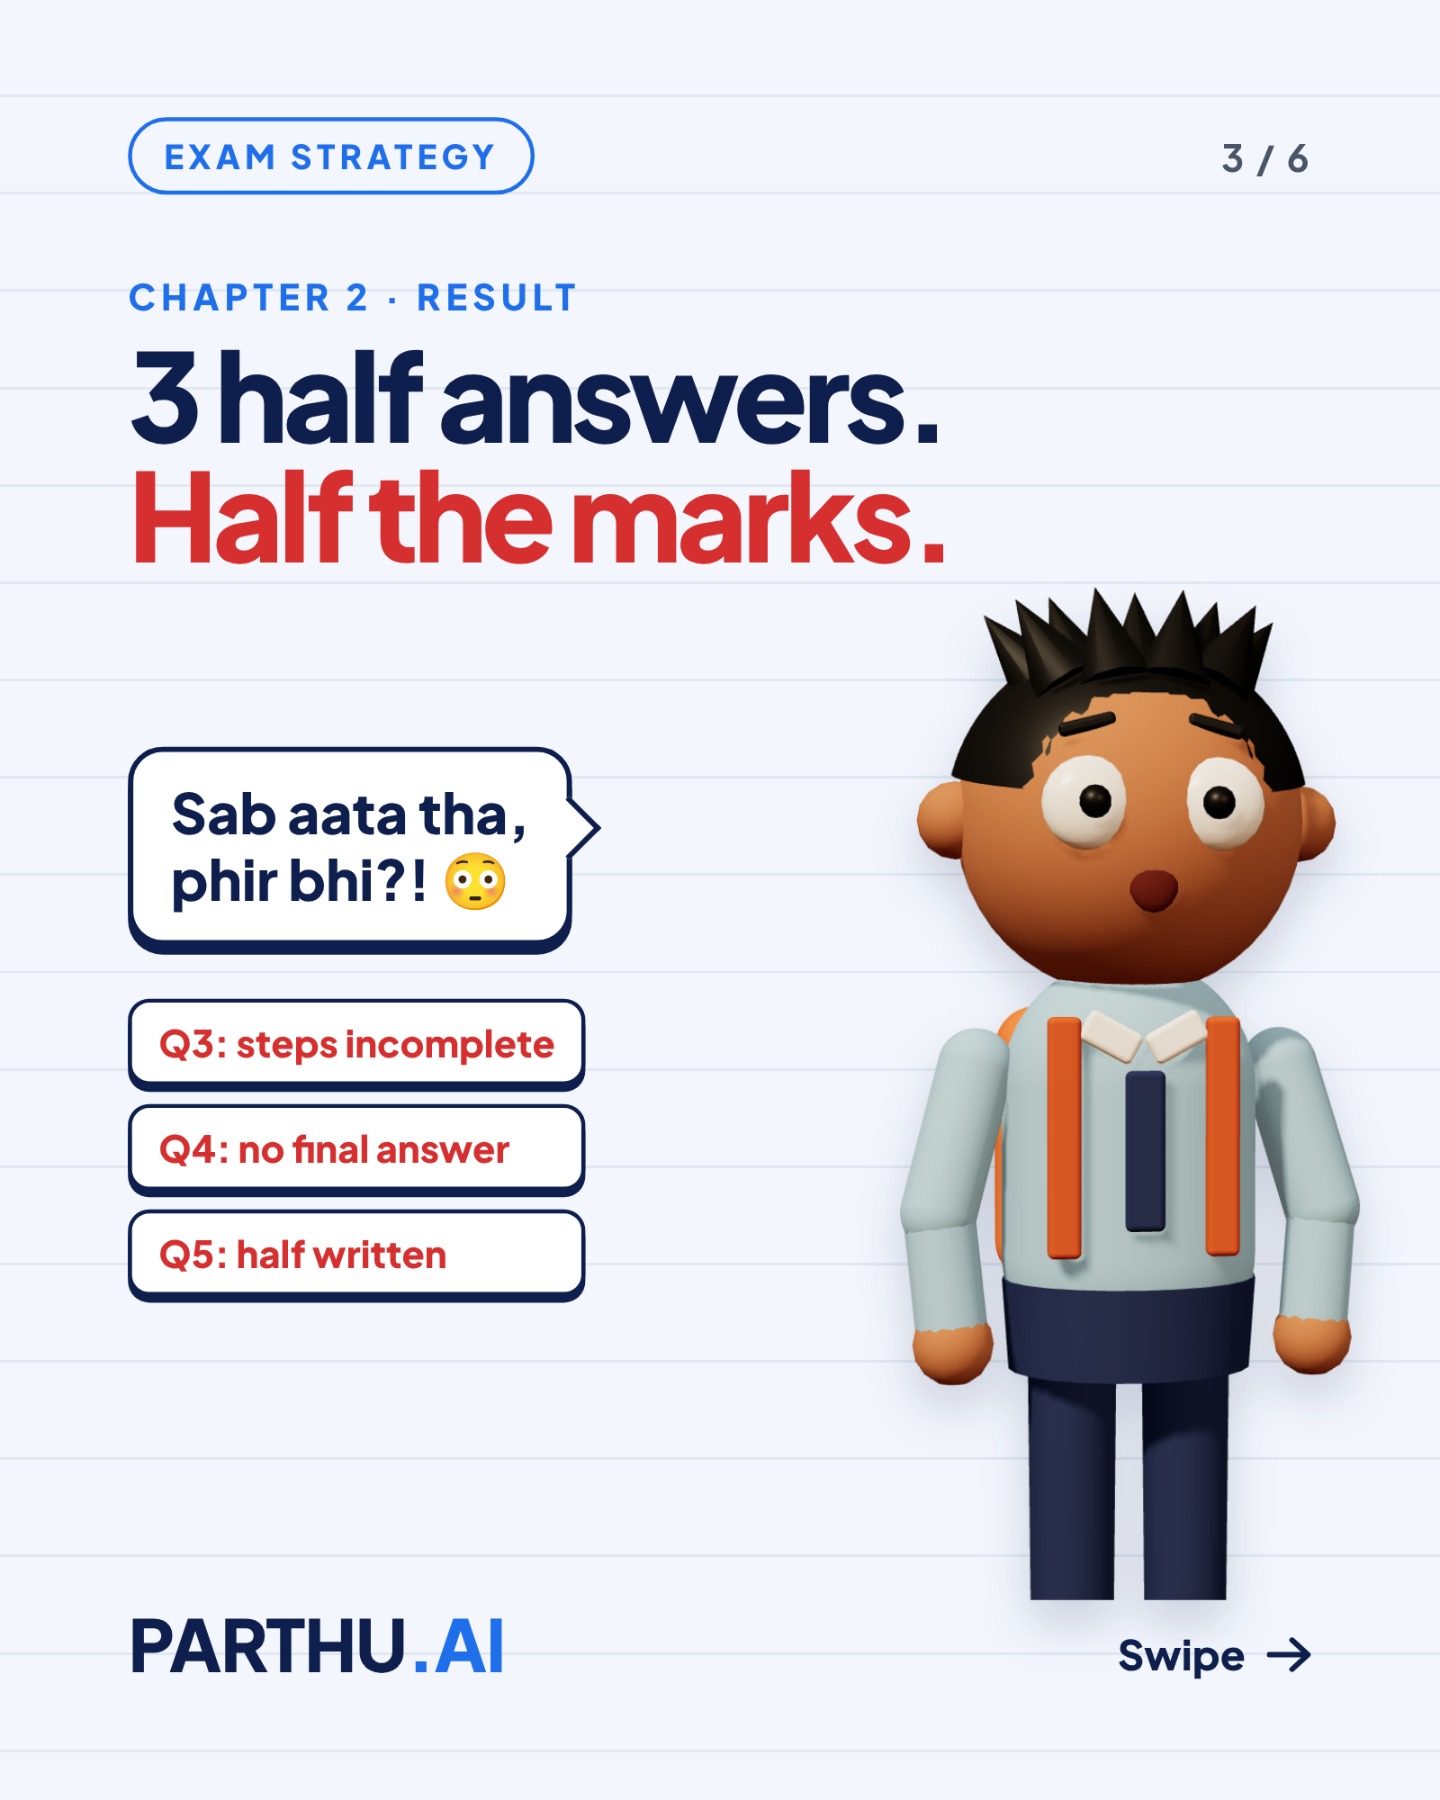 EXAM STRATEGY
3 / 6
CHAPTER 2 · RESULT
3 half answers.
Half the marks.
Sab aata tha,
phir bhi?! 😳
Q3: steps incomplete
Q4: no final answer
Q5: half written
PARTHU.AI
Swipe →